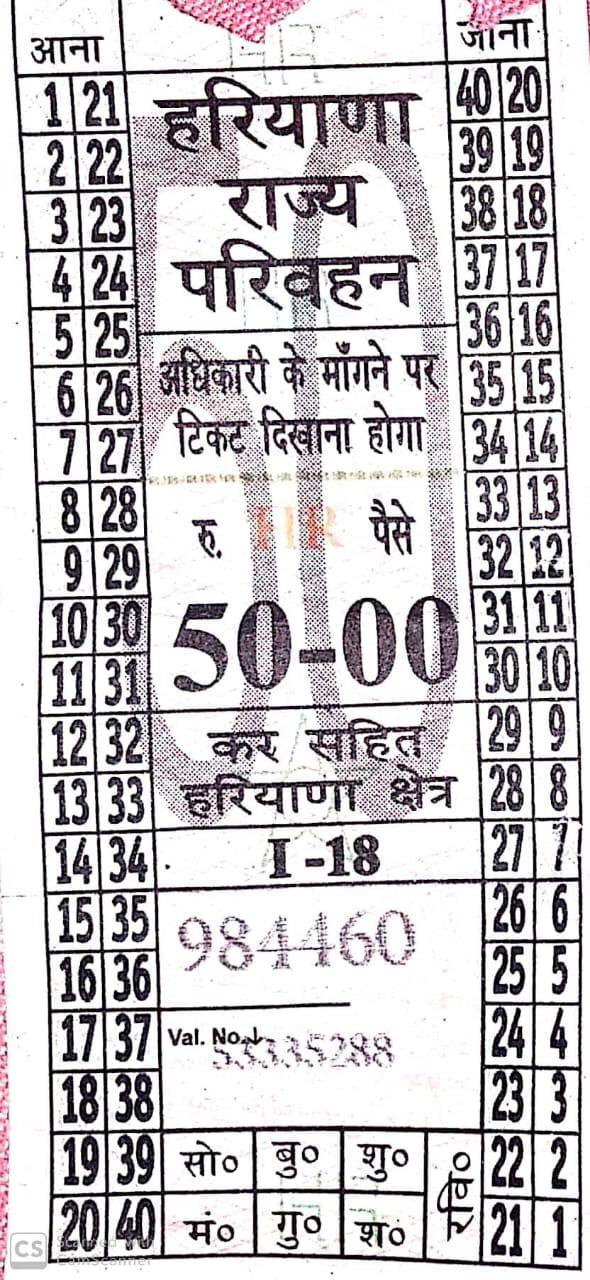 आना
जाना
HR
1 21 हरियाणा 40 20
2 22 39 19
3 23 राज्य 38 18
4 24 परिवहन 37 17
5 25 36 16
6 26 अधिकारी के माँगने पर 35 15
7 27 टिकट दिखाना होगा 34 14
8 28 33 13
9 29 रु. HR पैसे 32 12
10 30 50-00 31 11
11 31 30 10
12 32 कर सहित 29 9
13 33 हरियाणा क्षेत्र 28 8
14 34 I-18 27 7
15 35 984460 26 6
16 36 25 5
17 37 Val. No. 53335288 24 4
18 38 23 3
19 39 सो० बु० शु० रवि० 22 2
20 40 मं० गु० श० 21 1
CS CamScanner